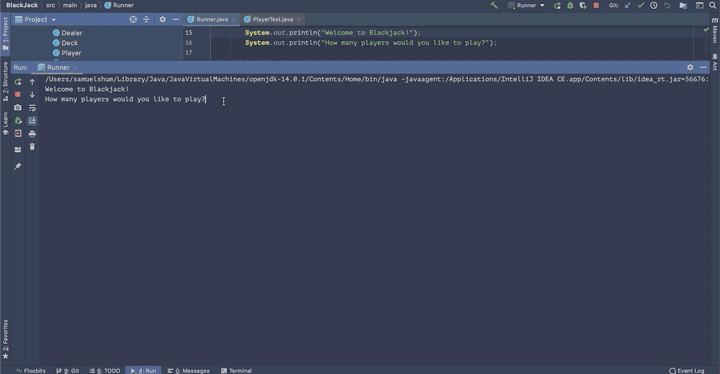 BlackJack › src › main › java › Runner
Runner
Git:
Project
Runner.java
PlayerTest.java
Dealer
Deck
Player
15 System.out.println("Welcome to Blackjack!");
16 System.out.println("How many players would you like to play?");
17
Run: Runner
/Users/samuelshum/Library/Java/JavaVirtualMachines/openjdk-14.0.1/Contents/Home/bin/java -javaagent:/Applications/IntelliJ IDEA CE.app/Contents/lib/idea_rt.jar=56676:
Welcome to Blackjack!
How many players would you like to play?
1: Project
7: Structure
Learn
2: Favorites
Maven
Ant
Floobits
9: Git
6: TODO
4: Run
0: Messages
Terminal
Event Log